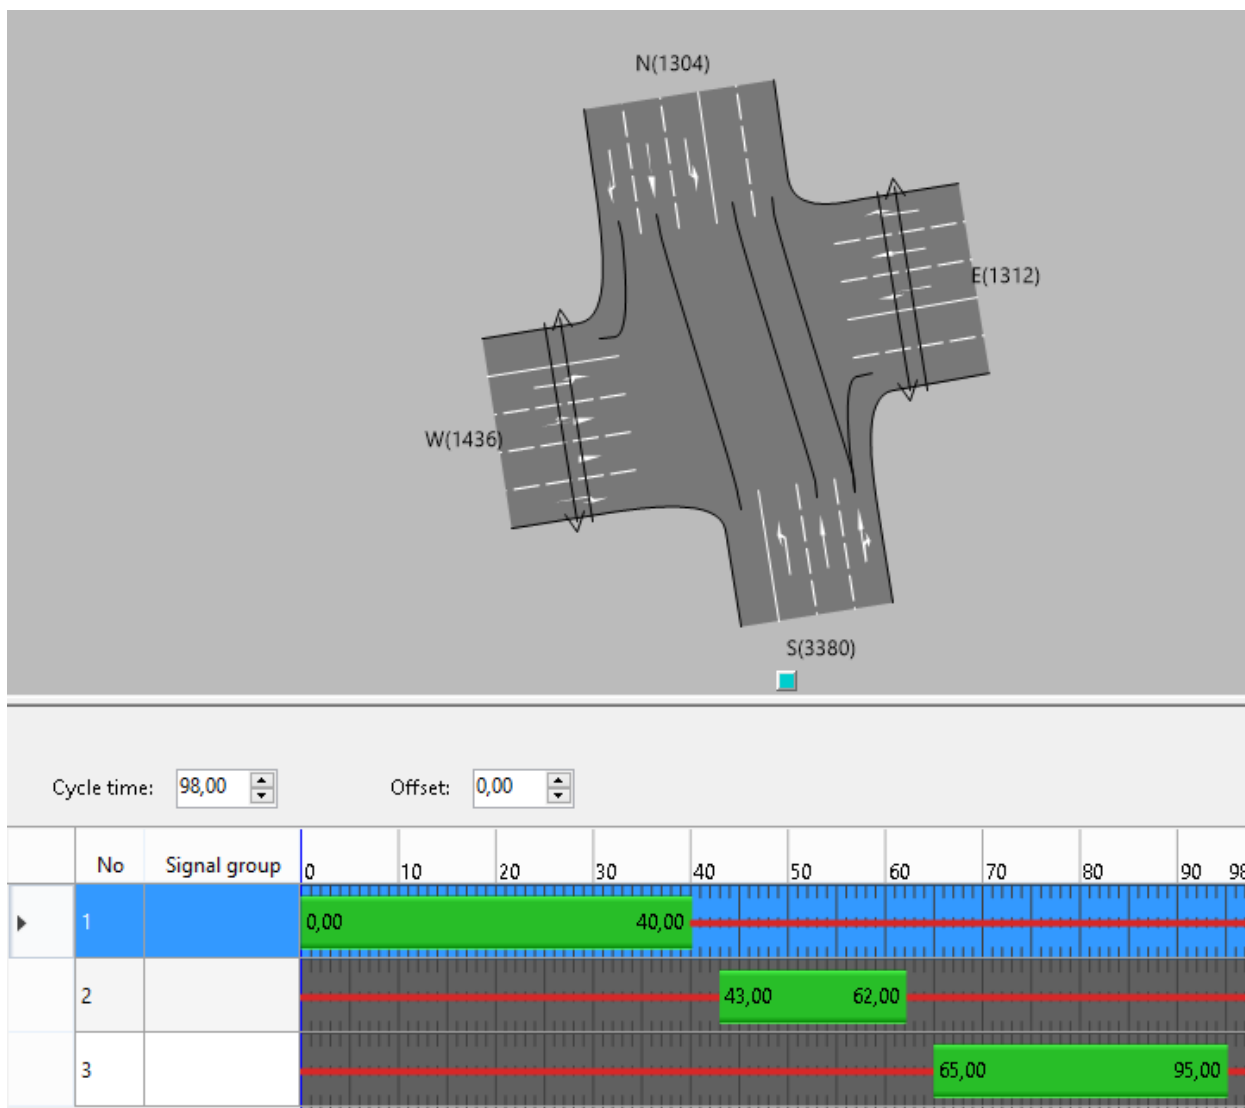 N(1304)
E(1312)
W(1436)
S(3380)
Cycle time: 98,00 Offset: 0,00
No Signal group 0 10 20 30 40 50 60 70 80 90 98
1 0,00 40,00
2 43,00 62,00
3 65,00 95,00